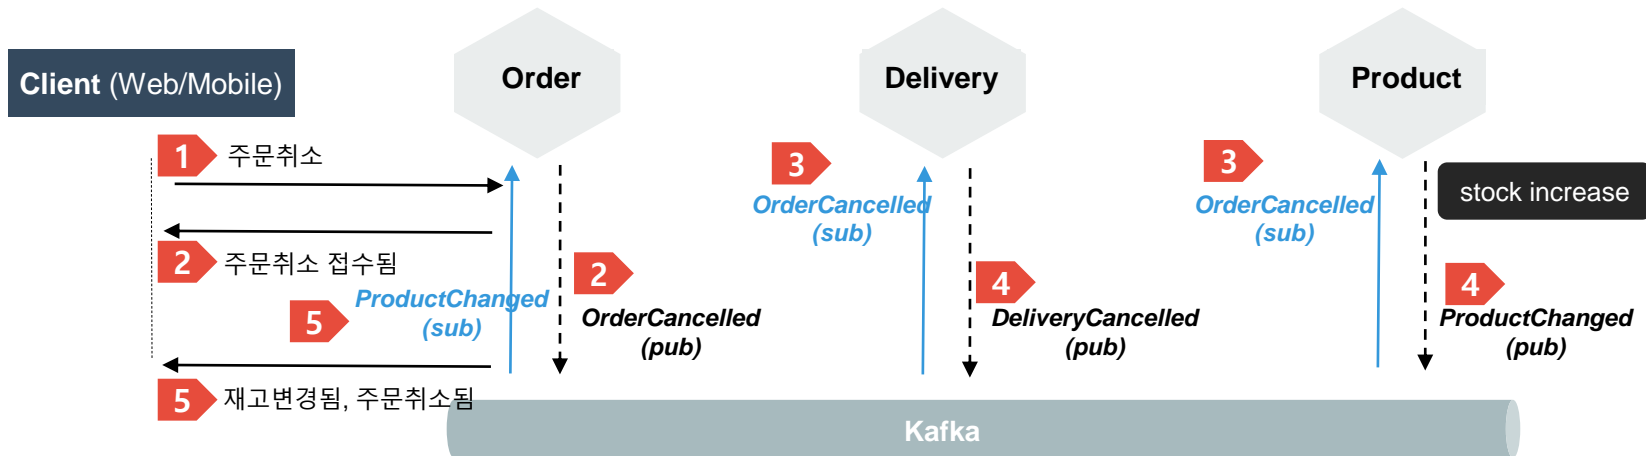 Client (Web/Mobile)
Order
Delivery
Product
1 주문취소
2 주문취소 접수됨
5 ProductChanged
(sub)
5 재고변경됨, 주문취소됨
2
OrderCancelled
(pub)
3
OrderCancelled
(sub)
4
DeliveryCancelled
(pub)
3
OrderCancelled
(sub)
stock increase
4
ProductChanged
(pub)
Kafka